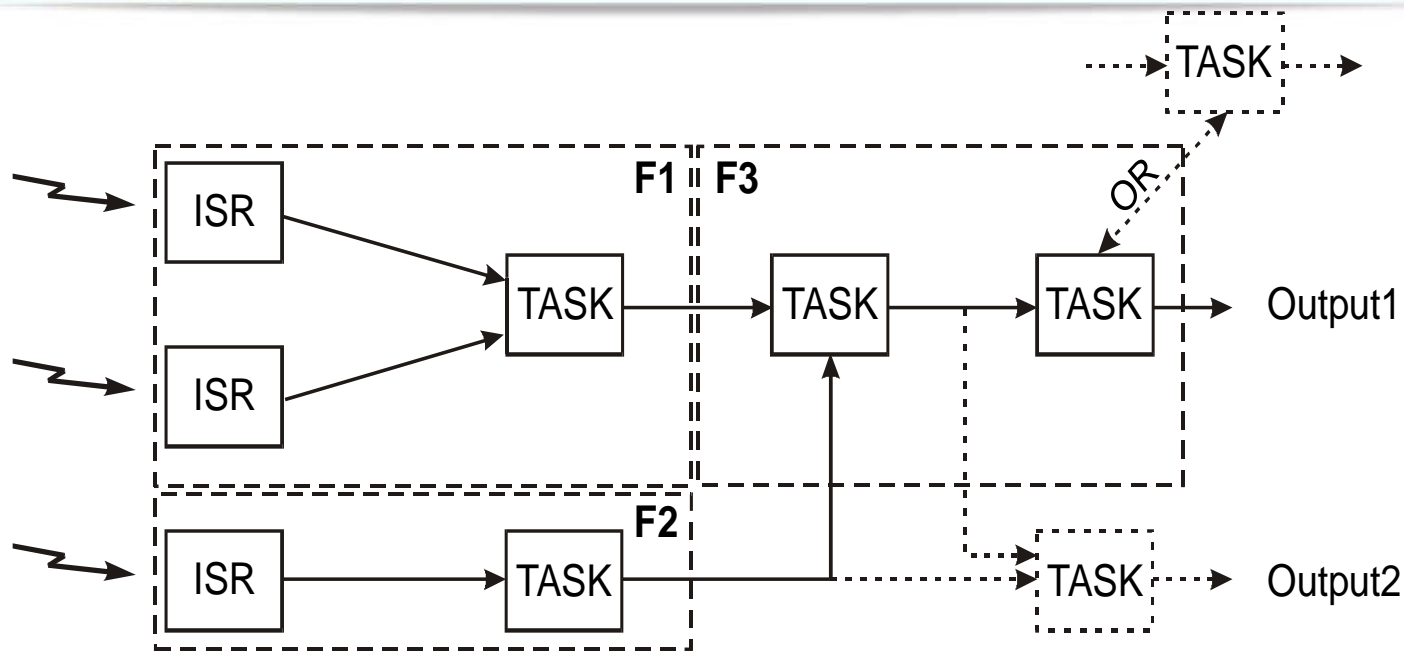 TASK
OR
F1
F3
ISR
TASK
TASK
TASK
Output1
ISR
F2
ISR
TASK
TASK
Output2